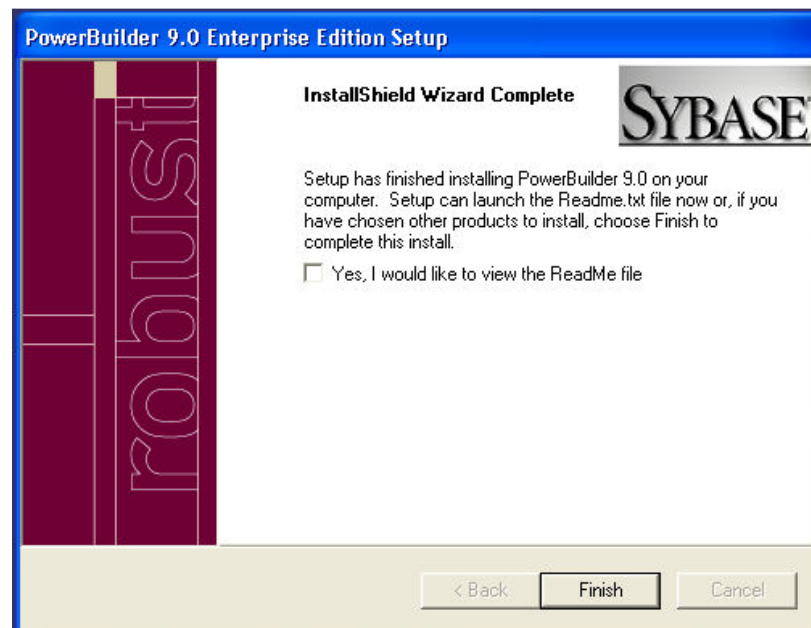 PowerBuilder 9.0 Enterprise Edition Setup
robust
InstallShield Wizard Complete
SYBASE
Setup has finished installing PowerBuilder 9.0 on your
computer. Setup can launch the Readme.txt file now or, if you
have chosen other products to install, choose Finish to
complete this install.
Yes, I would like to view the ReadMe file
< Back
Finish
Cancel